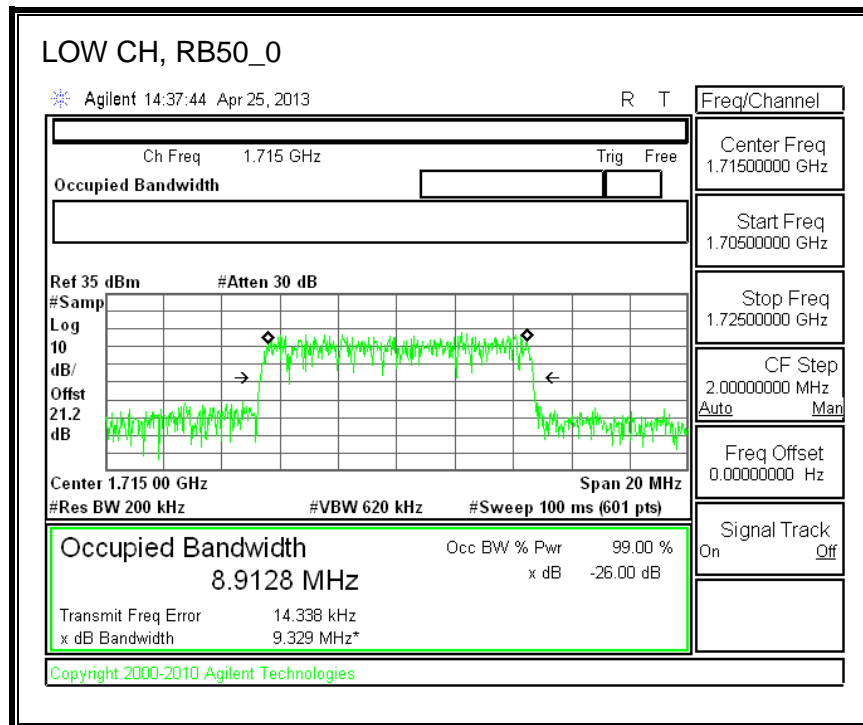 LOW CH, RB50_0
Agilent 14:37:44 Apr 25, 2013 R T
Ch Freq 1.715 GHz Trig Free
Occupied Bandwidth
Ref 35 dBm #Atten 30 dB
#Samp
Log
10
dB/
Offst
21.2
dB
Center 1.715 00 GHz Span 20 MHz
#Res BW 200 kHz #VBW 620 kHz #Sweep 100 ms (601 pts)
Occupied Bandwidth Occ BW % Pwr 99.00 %
8.9128 MHz x dB -26.00 dB
Transmit Freq Error 14.338 kHz
x dB Bandwidth 9.329 MHz*
Copyright 2000-2010 Agilent Technologies
Freq/Channel
Center Freq
1.71500000 GHz
Start Freq
1.70500000 GHz
Stop Freq
1.72500000 GHz
CF Step
2.00000000 MHz
Auto Man
Freq Offset
0.00000000 Hz
Signal Track
On Off